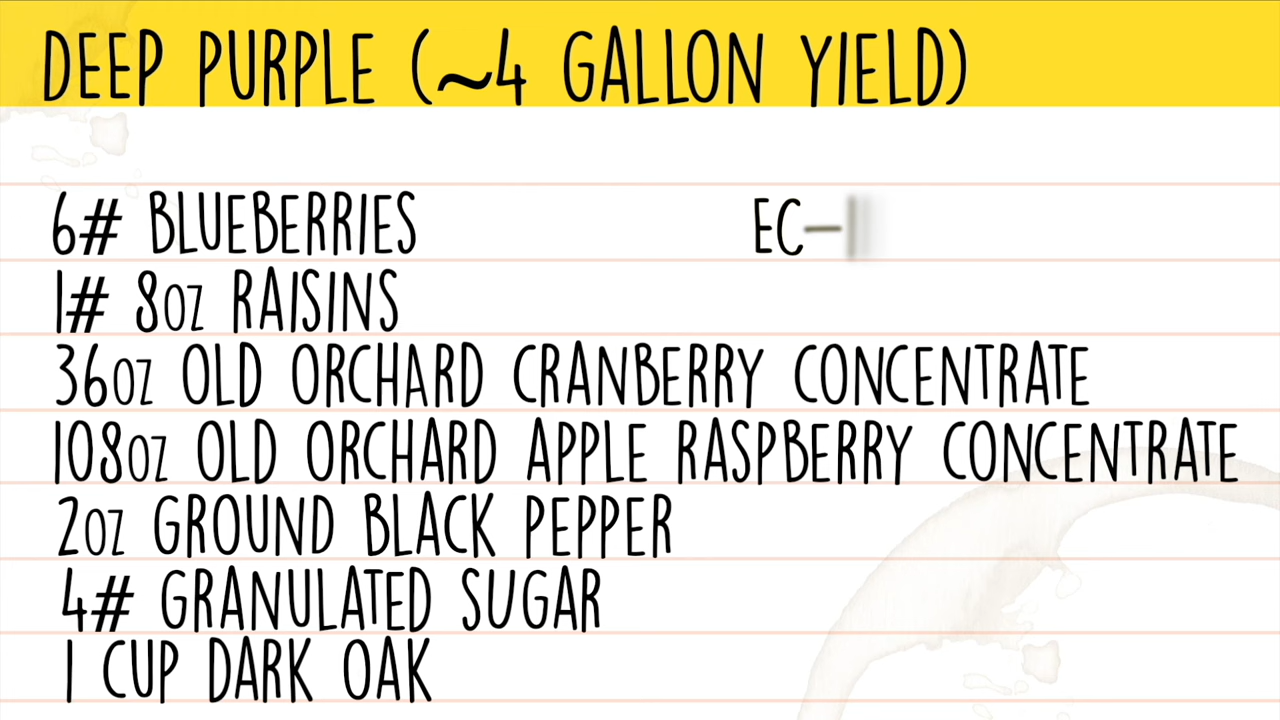 DEEP PURPLE (~4 GALLON YIELD)
6# BLUEBERRIES
EC-
1# 8OZ RAISINS
36OZ OLD ORCHARD CRANBERRY CONCENTRATE
108OZ OLD ORCHARD APPLE RASPBERRY CONCENTRATE
2OZ GROUND BLACK PEPPER
4# GRANULATED SUGAR
1 CUP DARK OAK